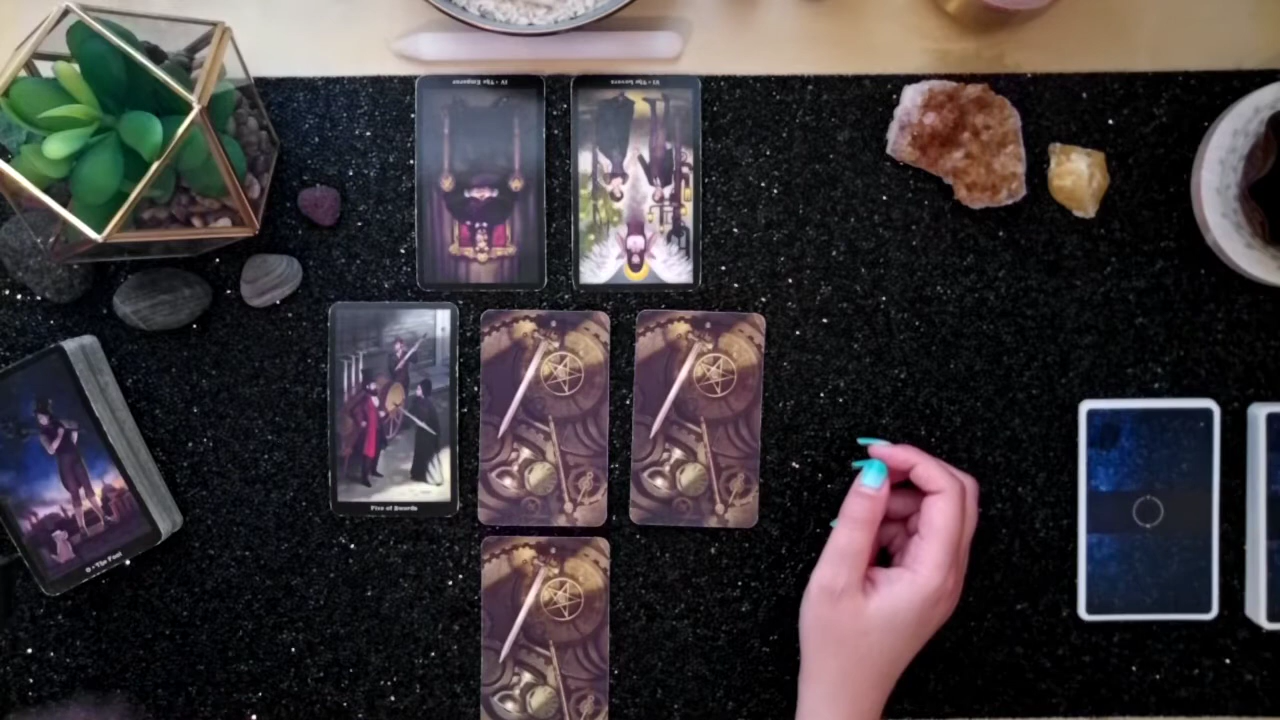 IV • The Emperor
VI • The Lovers
Five of Swords
0 • The Fool